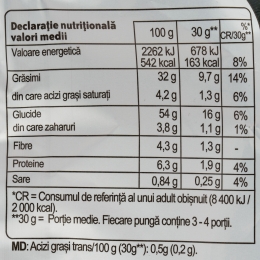 Declarație nutrițională
valori medii 100 g 30 g** %* CR/30g**
Valoare energetică 2262 kJ 678 kJ
542 kcal 163 kcal 8%
Grăsimi 32 g 9,7 g 14%
din care acizi grași saturați 4,2 g 1,3 g 6%
Glucide 54 g 16 g 6%
din care zaharuri 3,8 g 1,1 g 1%
Fibre 4,3 g 1,3 g -
Proteine 6,3 g 1,9 g 4%
Sare 0,84 g 0,25 g 4%
*CR = Consumul de referință al unui adult obișnuit (8 400 kJ /
2 000 kcal).
**30 g = Porție medie. Fiecare pungă conține 3 - 4 porții.
MD: Acizi grași trans/100 g (30g**): 0,5g (0,2 g).